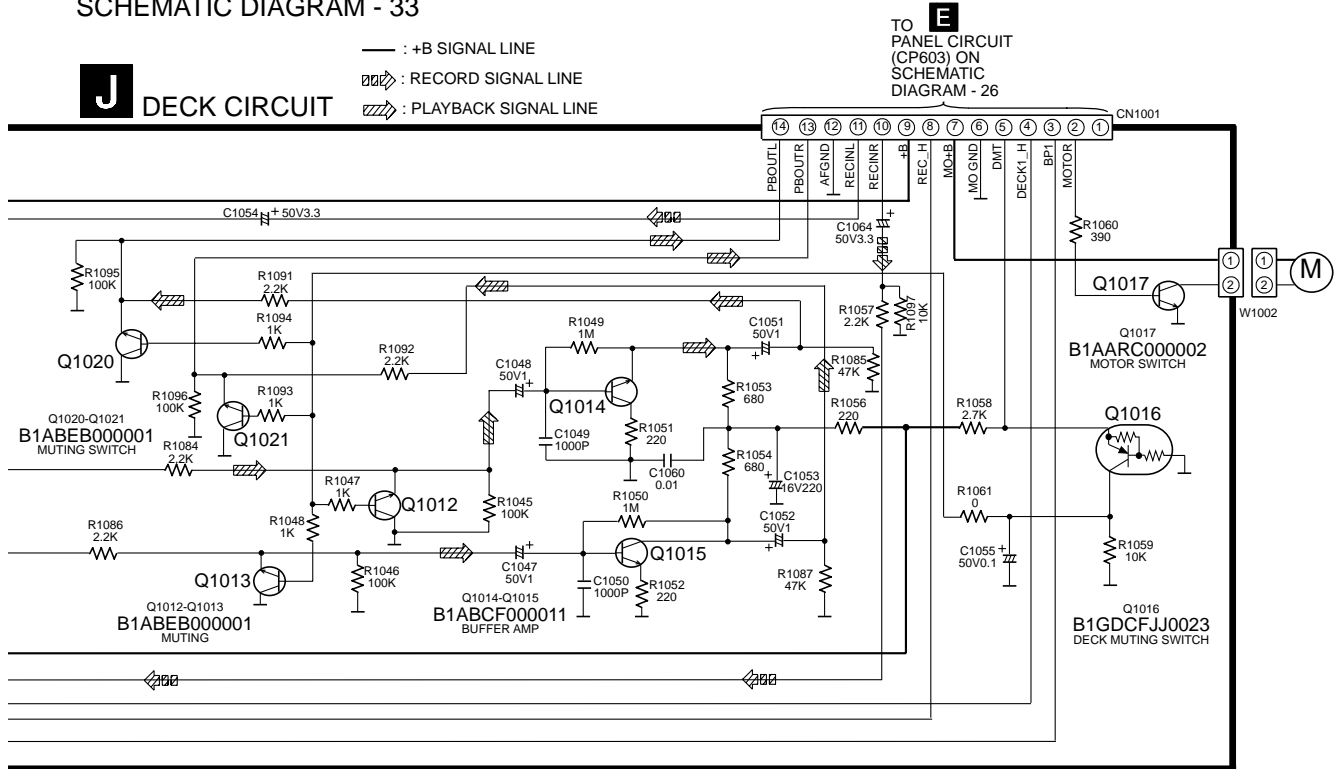 SCHEMATIC DIAGRAM - 33
: +B SIGNAL LINE
: RECORD SIGNAL LINE
: PLAYBACK SIGNAL LINE
J DECK CIRCUIT
TO E
PANEL CIRCUIT
(CP603) ON
SCHEMATIC
DIAGRAM - 26
CN1001
14 13 12 11 10 9 8 7 6 5 4 3 2 1
PBOUTL
PBOUTR
AFGND
RECINL
RECINR
+B
REC_H
MO+B
MO GND
DMT
DECK1_H
BP1
MOTOR
C1054 + 50V3.3
C1064 +
50V3.3
R1060
390
R1095
100K
R1091
2.2K
R1094
1K
Q1020
R1092
2.2K
R1096
100K
R1093
1K
Q1021
Q1020-Q1021
B1ABEB000001
MUTING SWITCH
R1084
2.2K
R1049
1M
C1048
50V1 +
Q1014
C1049
1000P
R1051
220
C1060
0.01
C1051
50V1
+
R1053
680
R1054
680
R1057
2.2K
R1097
10K
R1085
47K
R1056
220
R1058
2.7K
Q1017
1 1
2 2
M
W1002
Q1017
B1AARC000002
MOTOR SWITCH
Q1016
R1047
1K
Q1012
R1045
100K
R1048
1K
R1086
2.2K
Q1013
R1046
100K
Q1012-Q1013
B1ABEB000001
MUTING
C1047
50V1
+
R1050
1M
Q1015
C1050
1000P
R1052
220
Q1014-Q1015
B1ABCF000011
BUFFER AMP
+ C1053
16V220
C1052
50V1
+
R1087
47K
R1061
0
C1055 +
50V0.1
R1059
10K
Q1016
B1GDCFJJ0023
DECK MUTING SWITCH